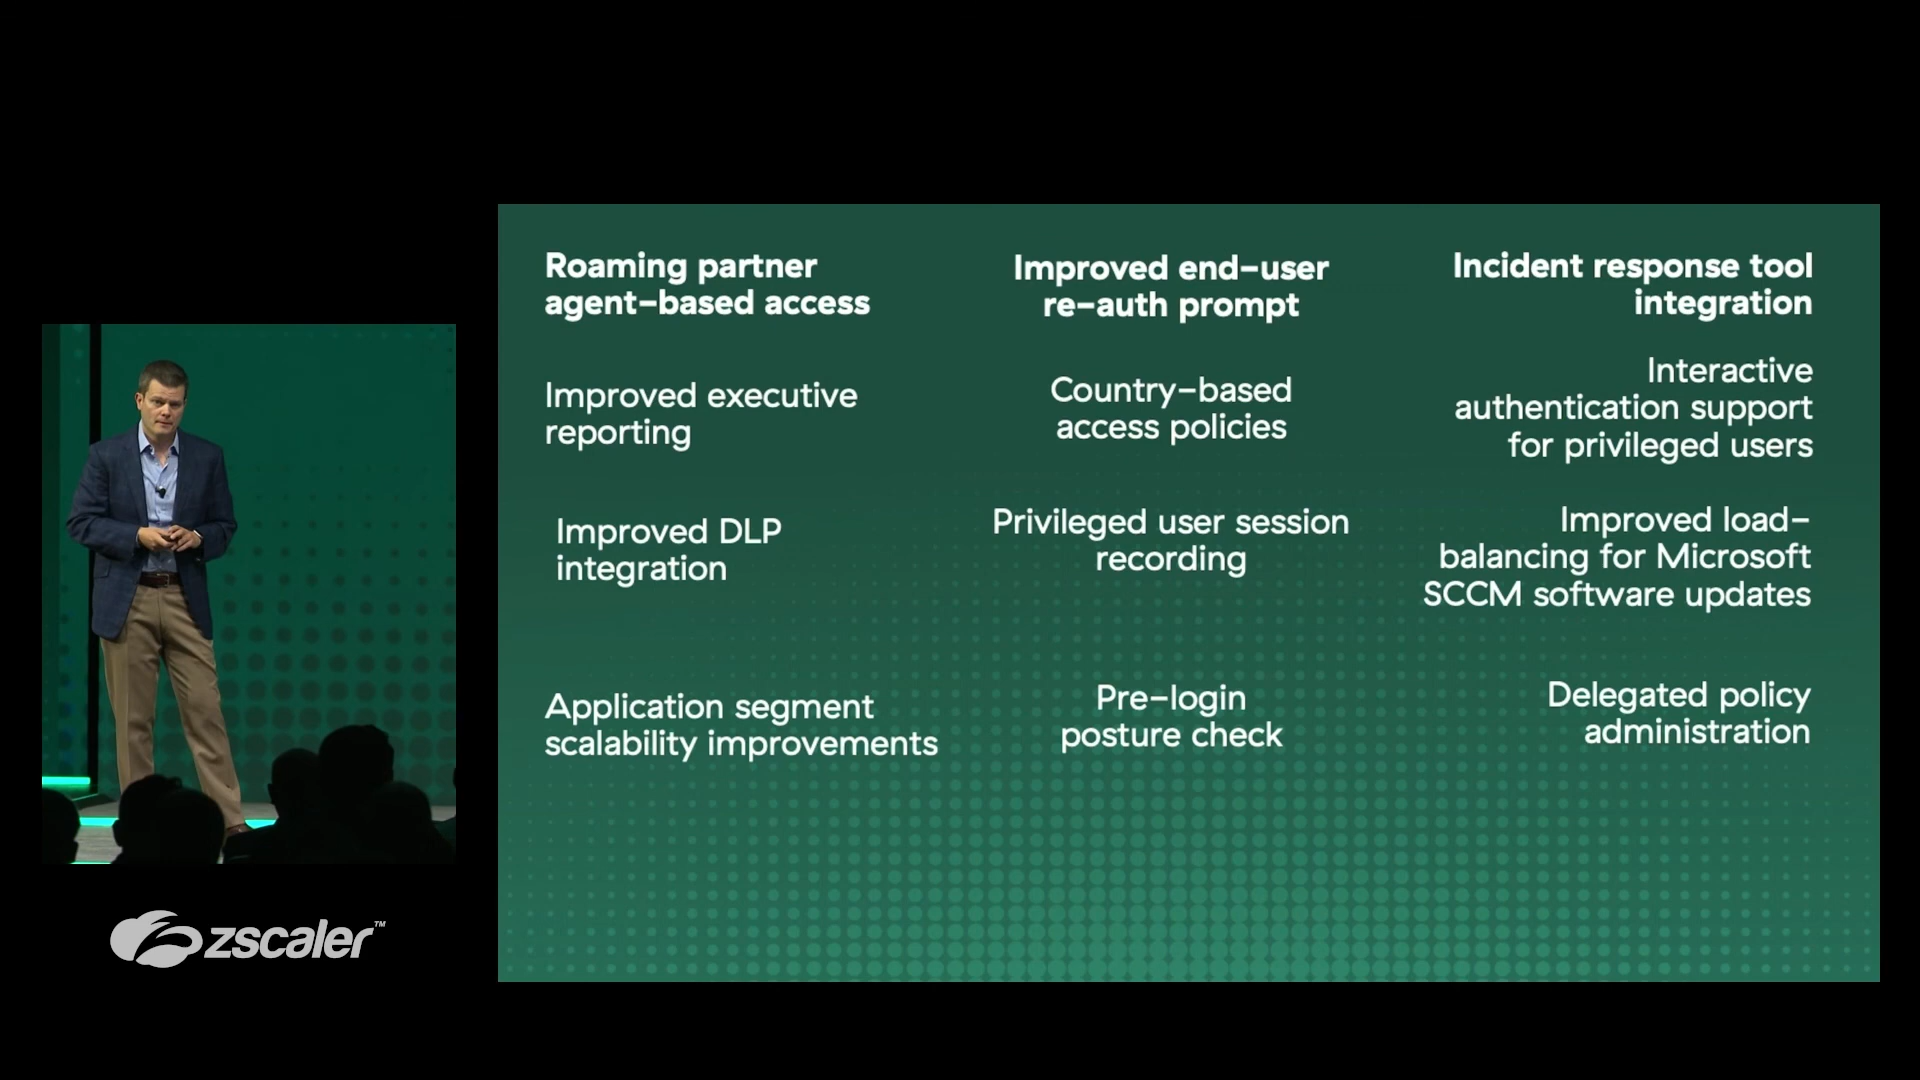 Roaming partner
agent-based access
Improved end-user
re-auth prompt
Incident response tool
integration
Improved executive
reporting
Country-based
access policies
Interactive
authentication support
for privileged users
Improved DLP
integration
Privileged user session
recording
Improved load-
balancing for Microsoft
SCCM software updates
Application segment
scalability improvements
Pre-login
posture check
Delegated policy
administration
zscaler™